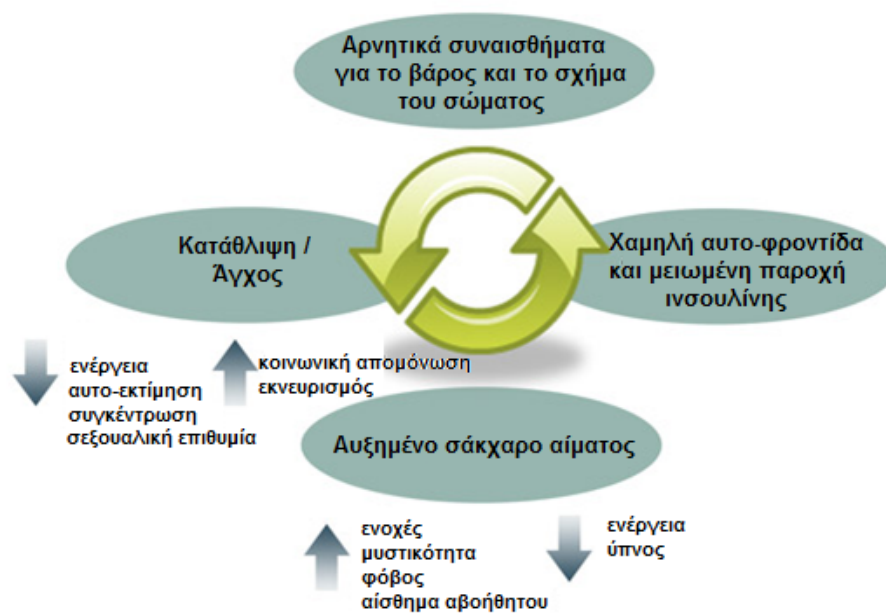 Αρνητικά συναισθήματα
για το βάρος και το σχήμα
του σώματος
Κατάθλιψη /
Άγχος
Χαμηλή αυτο-φροντίδα
και μειωμένη παροχή
ινσουλίνης
ενέργεια
αυτο-εκτίμηση
συγκέντρωση
σεξουαλική επιθυμία
κοινωνική απομόνωση
εκνευρισμός
Αυξημένο σάκχαρο αίματος
ενοχές
μυστικότητα
φόβος
αίσθημα αβοήθητου
ενέργεια
ύπνος